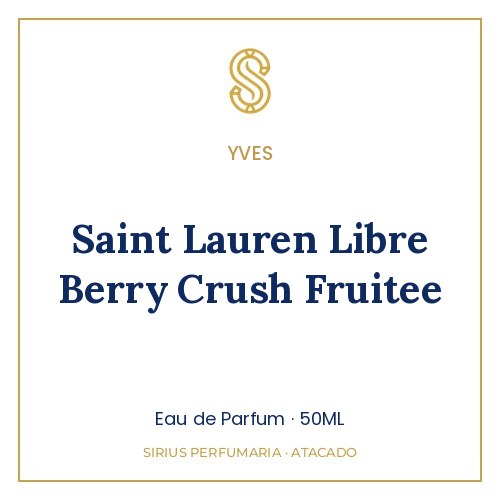 YVES
Saint Lauren Libre
Berry Crush Fruitee
Eau de Parfum · 50ML
SIRIUS PERFUMARIA · ATACADO